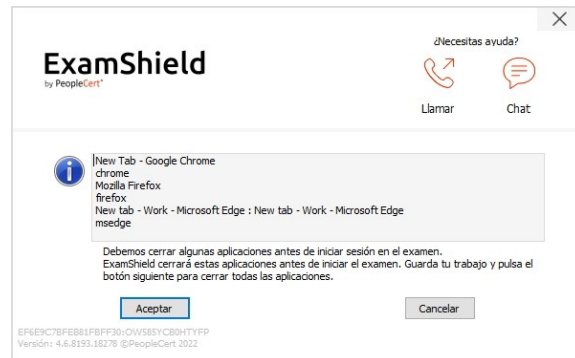 ¿Necesitas ayuda?
ExamShield
by PeopleCert
Llamar
Chat
New Tab - Google Chrome
chrome
Mozilla Firefox
firefox
New tab - Work - Microsoft Edge : New tab - Work - Microsoft Edge
msedge
Debemos cerrar algunas aplicaciones antes de iniciar sesión en el examen.
ExamShield cerrará estas aplicaciones antes de iniciar el examen. Guarda tu trabajo y pulsa el
botón siguiente para cerrar todas las aplicaciones.
Aceptar
Cancelar
Versión: 4.6.8193.18278 ©PeopleCert 2022